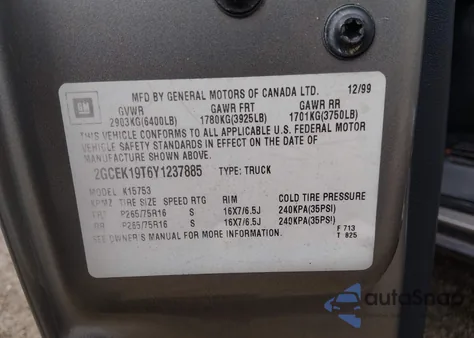 MFD BY GENERAL MOTORS OF CANADA LTD. 12/99
GM
GVWR GAWR FRT GAWR RR
2903KG(6400LB) 1780KG(3925LB) 1701KG(3750LB)
THIS VEHICLE CONFORMS TO ALL APPLICABLE U.S. FEDERAL MOTOR
VEHICLE SAFETY STANDARDS IN EFFECT ON THE DATE OF
MANUFACTURE SHOWN ABOVE.
2GCEK19T6Y1237885 TYPE: TRUCK
MODEL K15753
TIRE SIZE SPEED RTG RIM COLD TIRE PRESSURE
FRT P265/75R16 S 16X7/6.5J 240KPA(35PSI)
RR P265/75R16 S 16X7/6.5J 240KPA(35PSI)
SEE OWNER'S MANUAL FOR MORE INFORMATION.
F 713
T 825
autoSnap